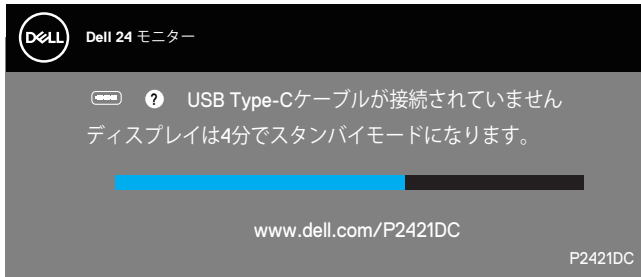 DELL
Dell 24 モニター
? USB Type-Cケーブルが接続されていません
ディスプレイは4分でスタンバイモードになります。
www.dell.com/P2421DC
P2421DC